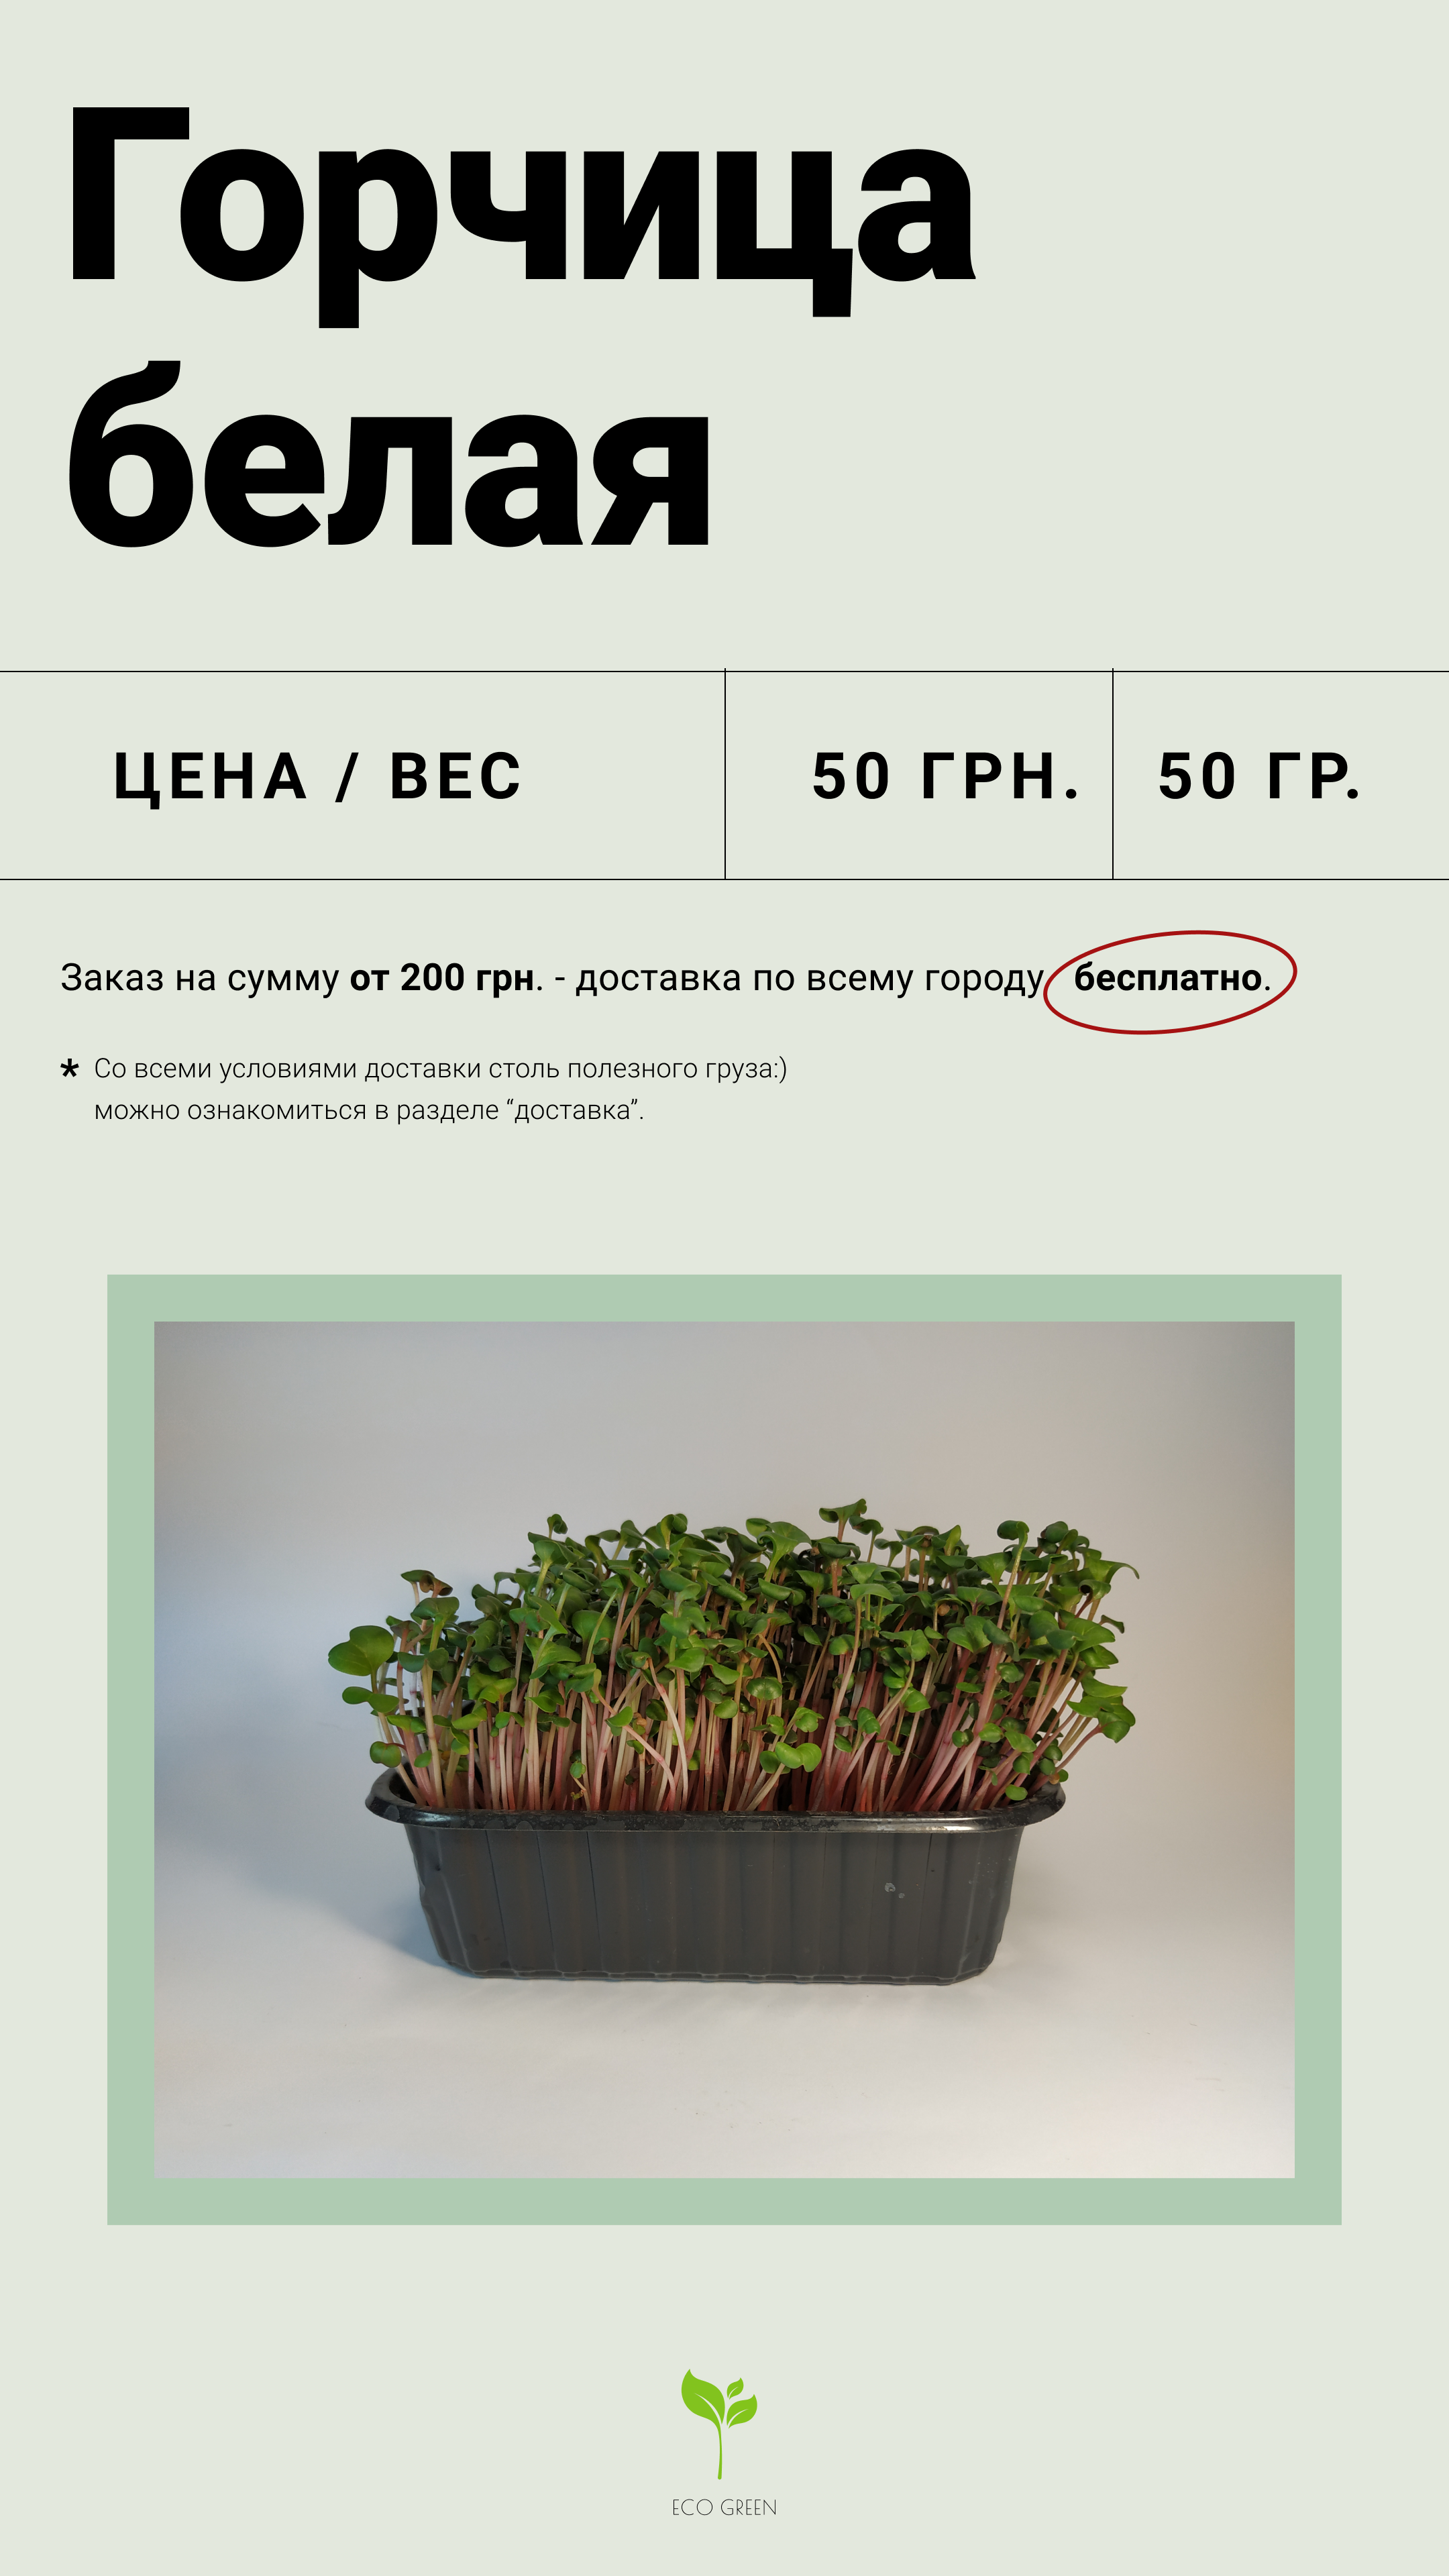 Горчица
белая
ЦЕНА / ВЕС 50 ГРН. 50 ГР.
Заказ на сумму от 200 грн. - доставка по всему городу бесплатно.
* Со всеми условиями доставки столь полезного груза:)
можно ознакомиться в разделе “доставка”.
ECO GREEN